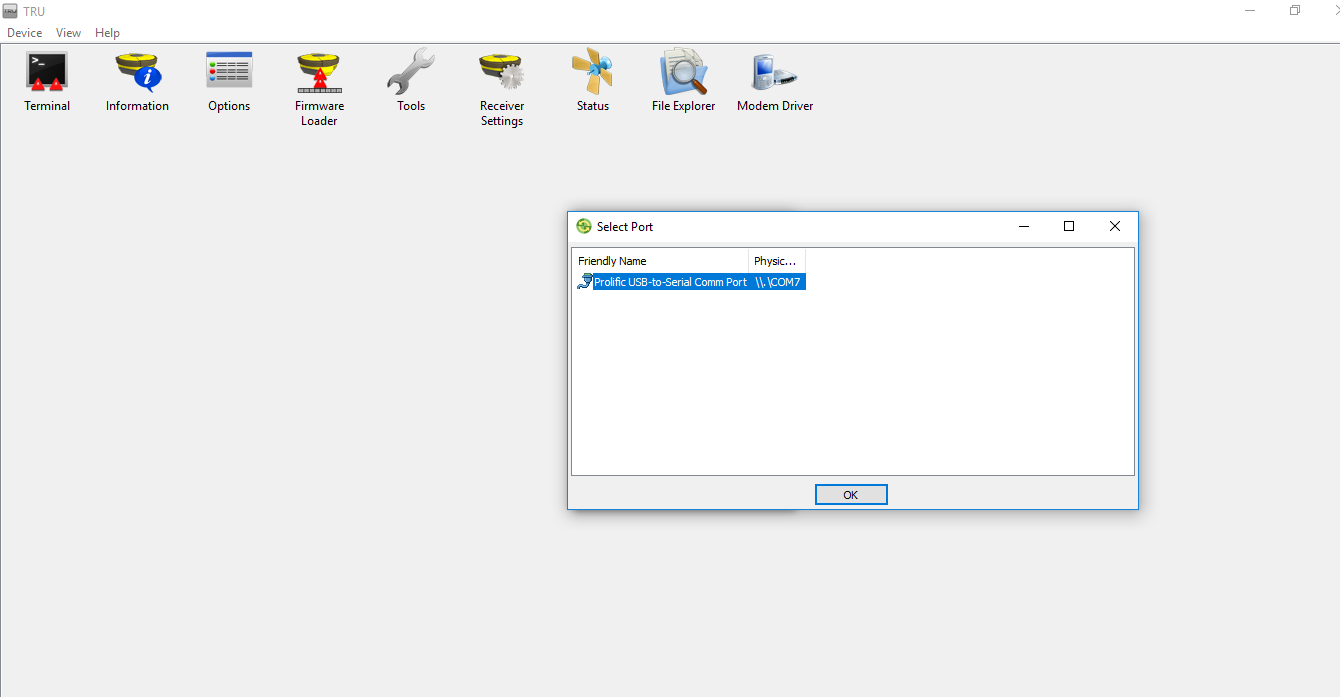 TRU
Device View Help
>_
Terminal
Information
Options
Firmware
Loader
Tools
Receiver
Settings
Status
File Explorer
Modem Driver
Select Port
Friendly Name Physic...
Prolific USB-to-Serial Comm Port \\.\COM7
OK